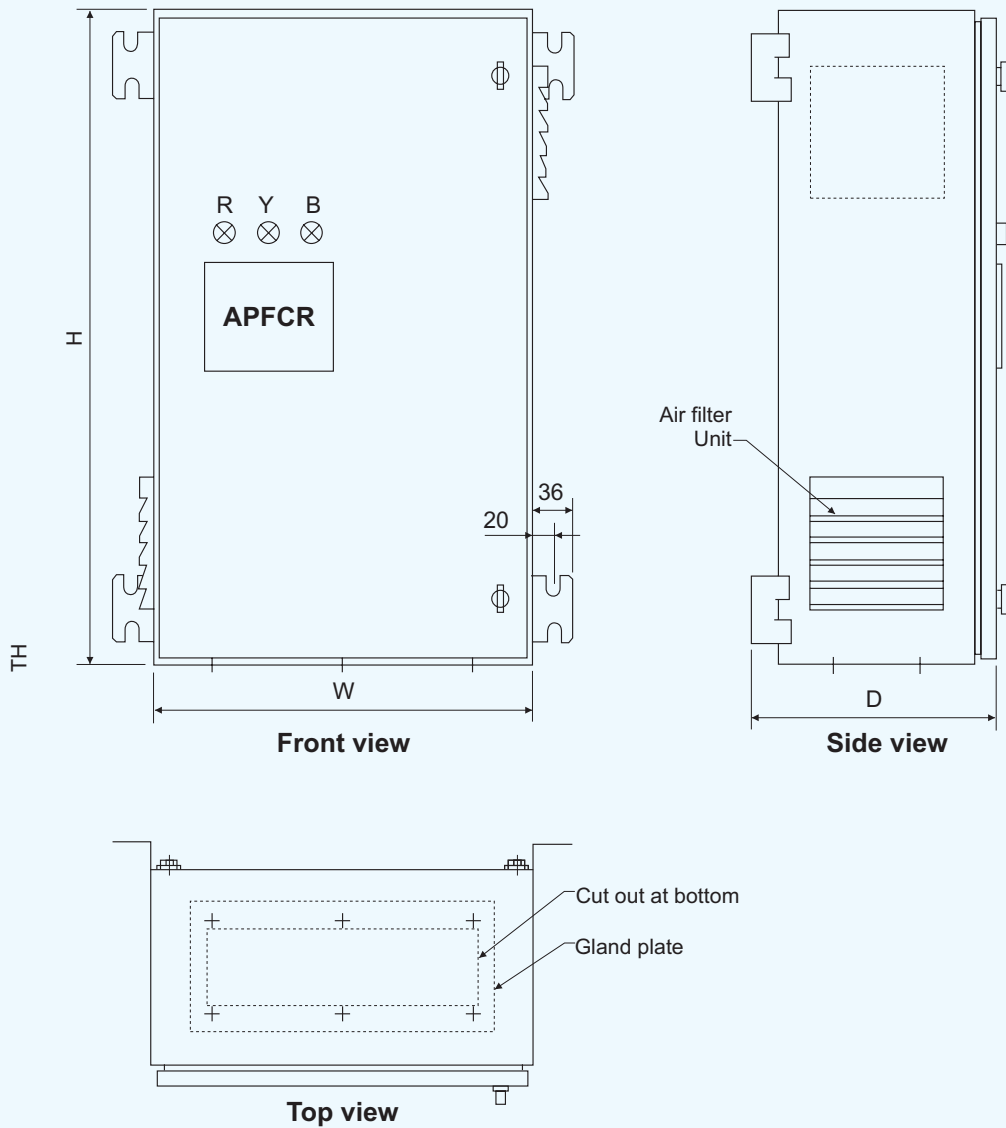 R Y B
APFCR
H
Air filter
Unit
36
20
TH
W
D
Front view
Side view
Cut out at bottom
Gland plate
Top view